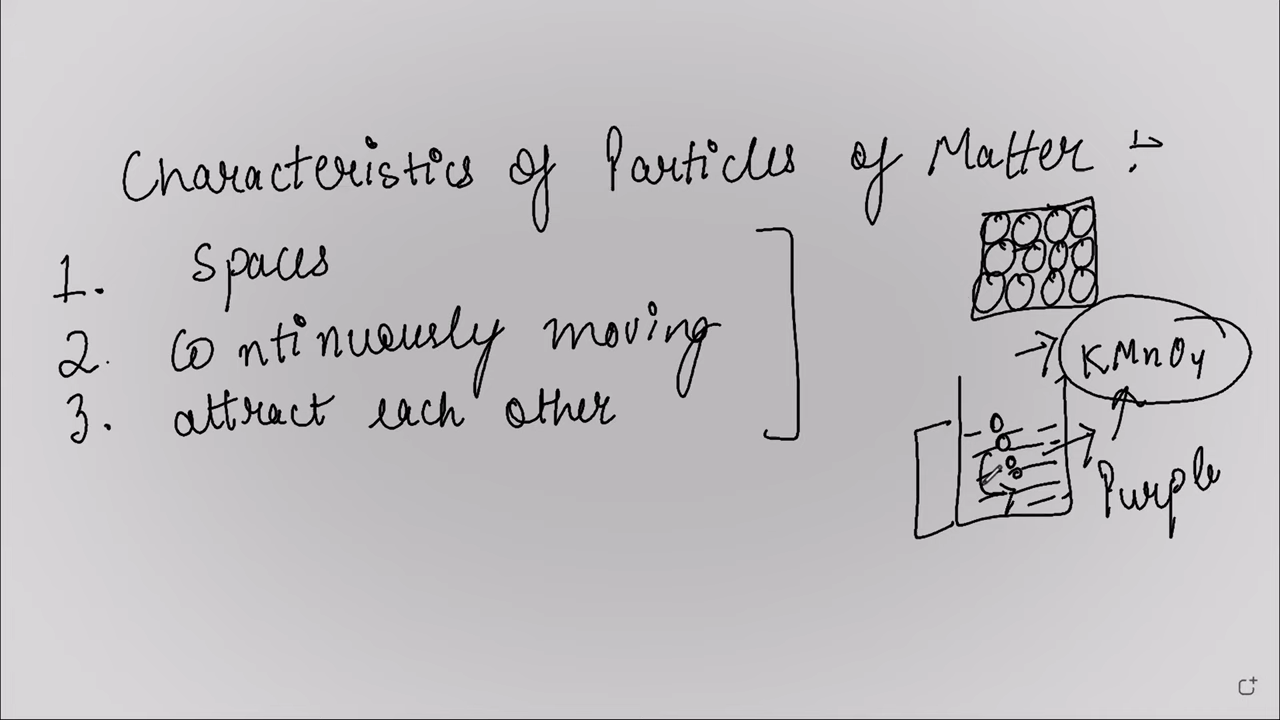 Characteristics of Particles of Matter :-
1. Spaces
2. Continuously moving
3. attract each other
KMnO4
Purple